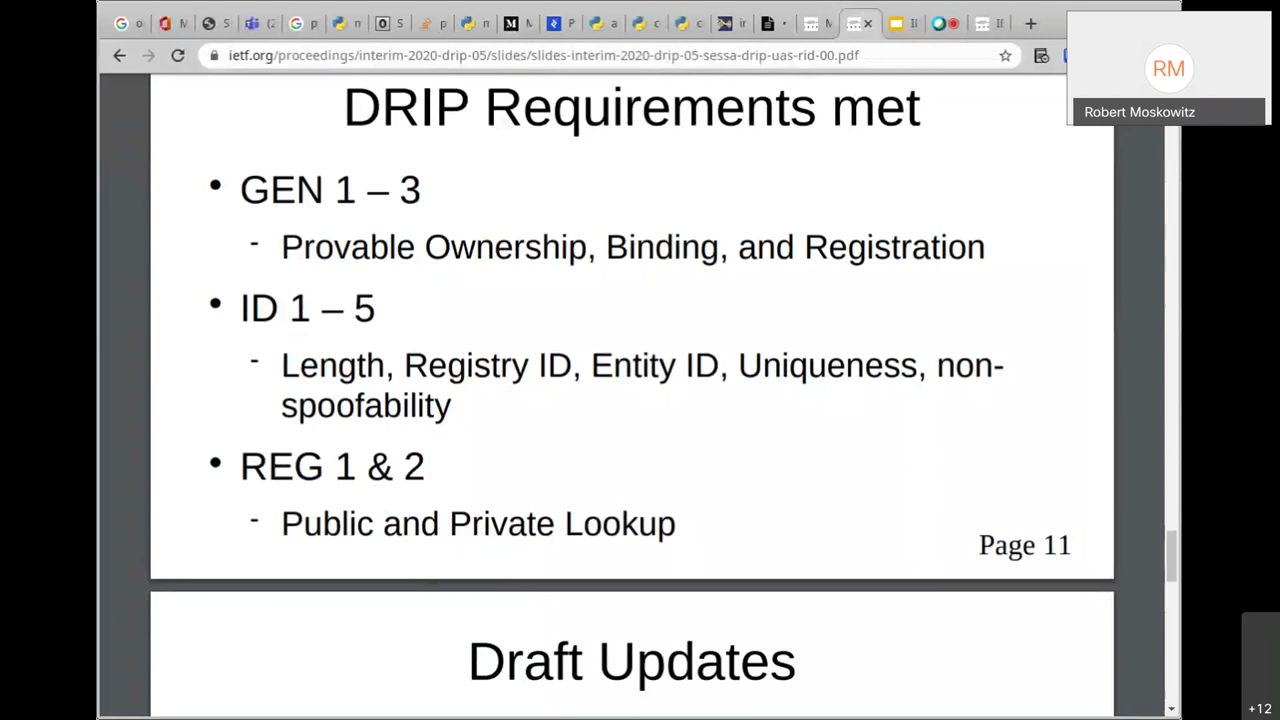 ietf.org/proceedings/interim-2020-drip-05/slides/slides-interim-2020-drip-05-sessa-drip-uas-rid-00.pdf
RM
Robert Moskowitz
DRIP Requirements met
• GEN 1 – 3
- Provable Ownership, Binding, and Registration
• ID 1 – 5
- Length, Registry ID, Entity ID, Uniqueness, non-
spoofability
• REG 1 & 2
- Public and Private Lookup
Page 11
Draft Updates
+12